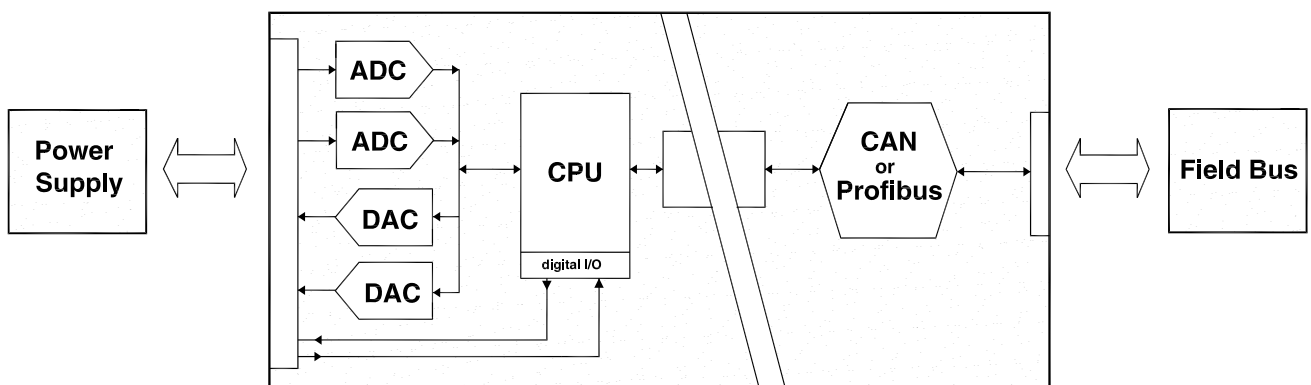 Power
Supply
ADC
ADC
DAC
DAC
CPU
digital I/O
CAN
or
Profibus
Field Bus